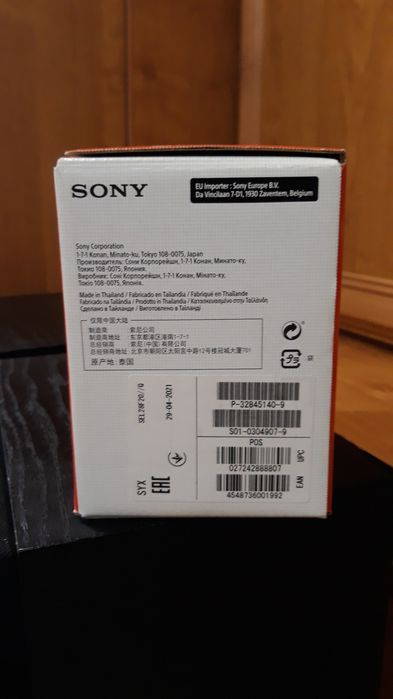 SONY
EU Importer : Sony Europe B.V.
Da Vincilaan 7-D1, 1930 Zaventem, Belgium
Sony Corporation
1-7-1 Konan, Minato-ku, Tokyo 108-0075, Japan
Производитель: Сони Корпорейшн, 1-7-1 Конан, Минато-ку,
Токио 108-0075, Япония.
Виробник: Соні Корпорейшн, 1-7-1 Конан, Минато-ку,
Токіо 108-0075, Японія.
Made in Thailand / Fabricado en Tailandia / Fabriqué en Thaïlande
Fabricado na Tailândia / Prodotto in Thailandia / Κατασκευασμένο στην Ταϊλάνδη
Сделано в Таиланде / Виготовлено в Таїланді
仅限中国大陆
制造商 索尼公司
制造商地址 东京都港区港南1-7-1
总经销商 索尼(中国)有限公司
总经销商地址 北京市朝阳区太阳宫中路12号楼冠城大厦701
原产地: 泰国
SEL28F20//Q
29-04-2021
SYX
EAC
P-32845140-9
S01-0304907-9
POS
027242888807
UPC
4548736001992
EAN